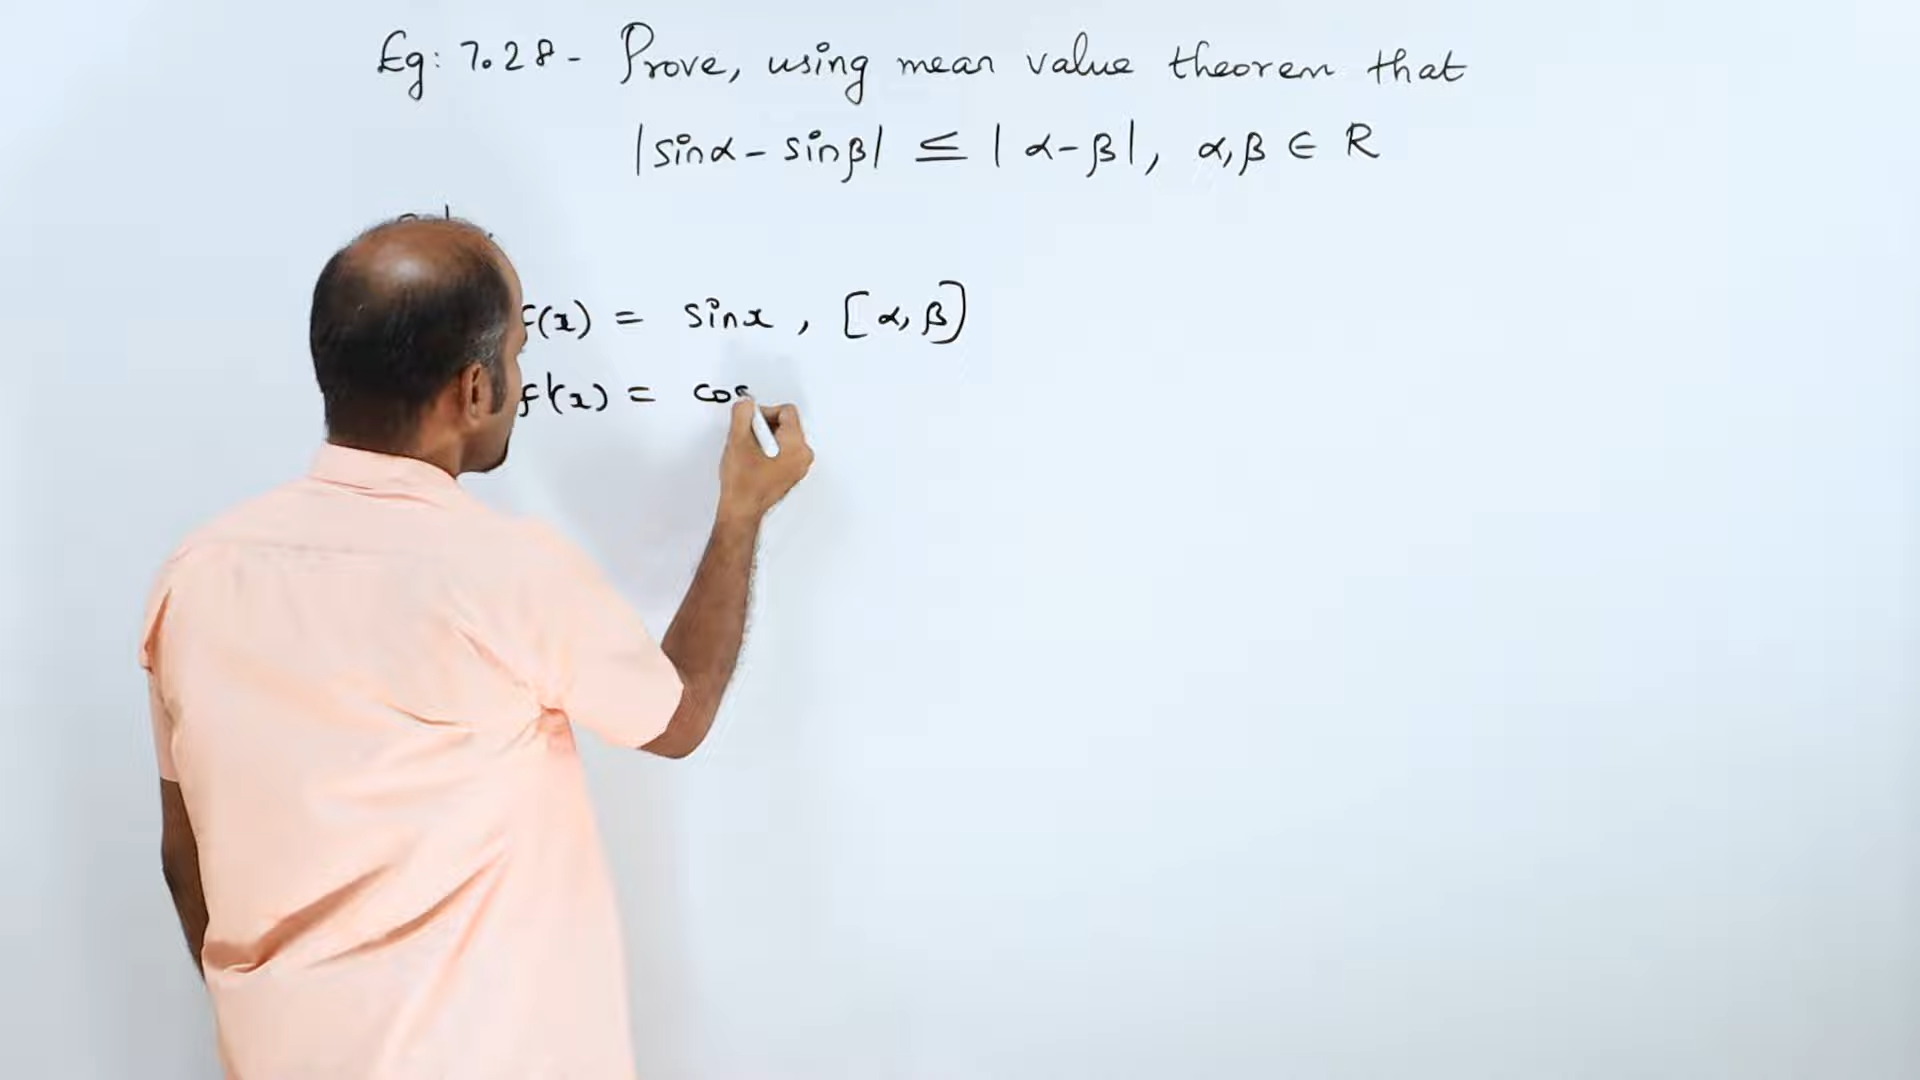 Eg: 7.28 - Prove, using mean value theorem that
|sinα - sinβ| ≤ |α-β|, α,β ∈ R
f(x) = sinx , [α, β]
f'(x) = cos